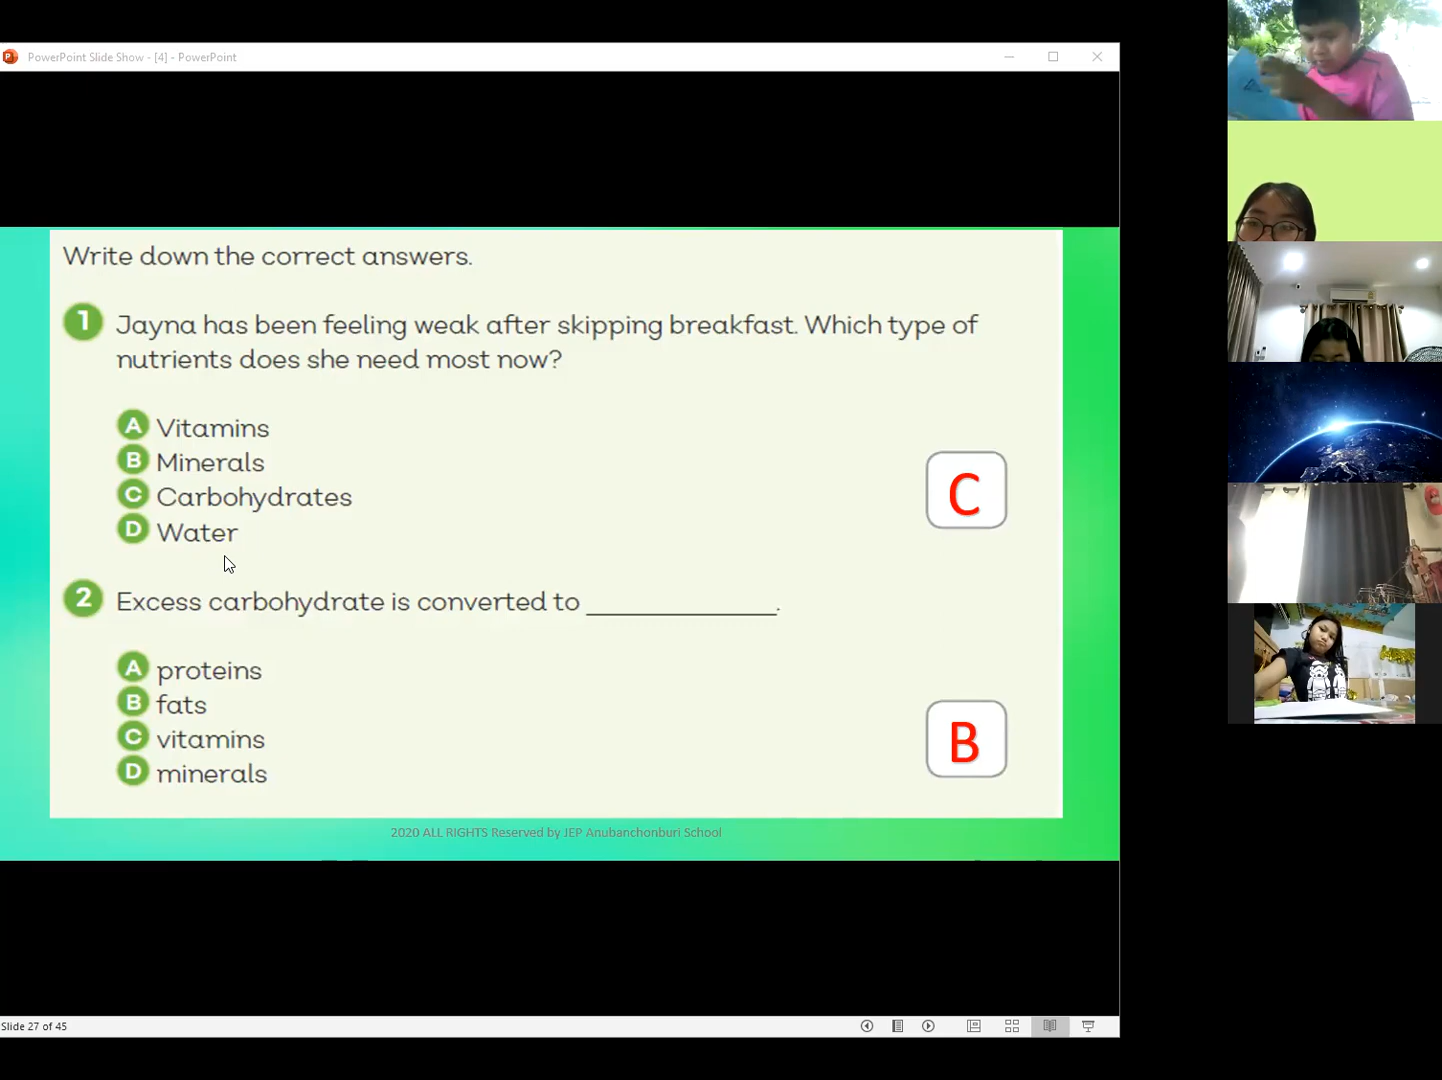 PowerPoint Slide Show - [4] - PowerPoint
Write down the correct answers.
1 Jayna has been feeling weak after skipping breakfast. Which type of
nutrients does she need most now?
A Vitamins
B Minerals
C Carbohydrates
D Water
C
2 Excess carbohydrate is converted to ______________.
A proteins
B fats
C vitamins
D minerals
B
2020 ALL RIGHTS Reserved by JEP Anubanchonburi School
Slide 27 of 45